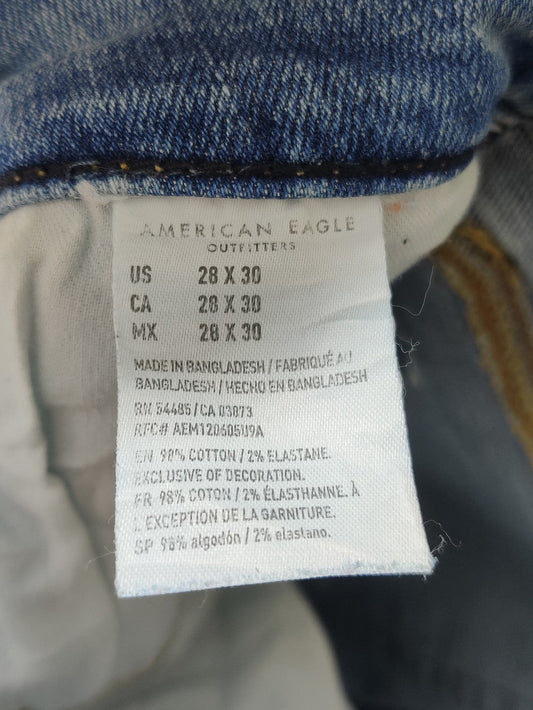 AMERICAN EAGLE
OUTFITTERS
US 28 X 30
CA 28 X 30
MX 28 X 30
MADE IN BANGLADESH / FABRIQUÉ AU
BANGLADESH / HECHO EN BANGLADESH
RN 54485 / CA 03073
RFC# AEM120605U9A
EN 98% COTTON / 2% ELASTANE.
EXCLUSIVE OF DECORATION.
FR 98% COTON / 2% ÉLASTHANNE. À
L'EXCEPTION DE LA GARNITURE.
SP 98% algodón / 2% elastano.